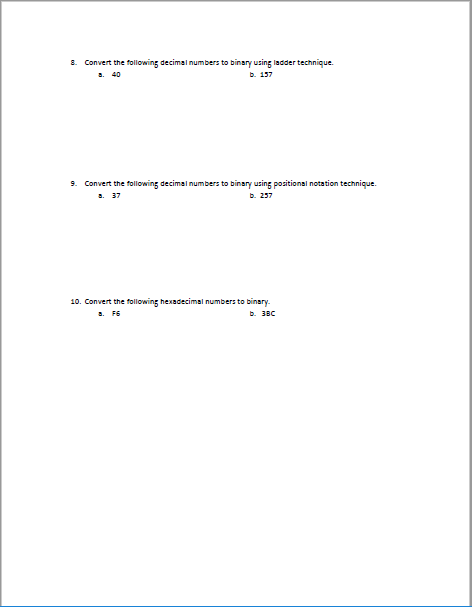 8. Convert the following decimal numbers to binary using ladder technique.
a. 40 b. 157
9. Convert the following decimal numbers to binary using positional notation technique.
a. 37 b. 257
10. Convert the following hexadecimal numbers to binary.
a. F6 b. 3BC